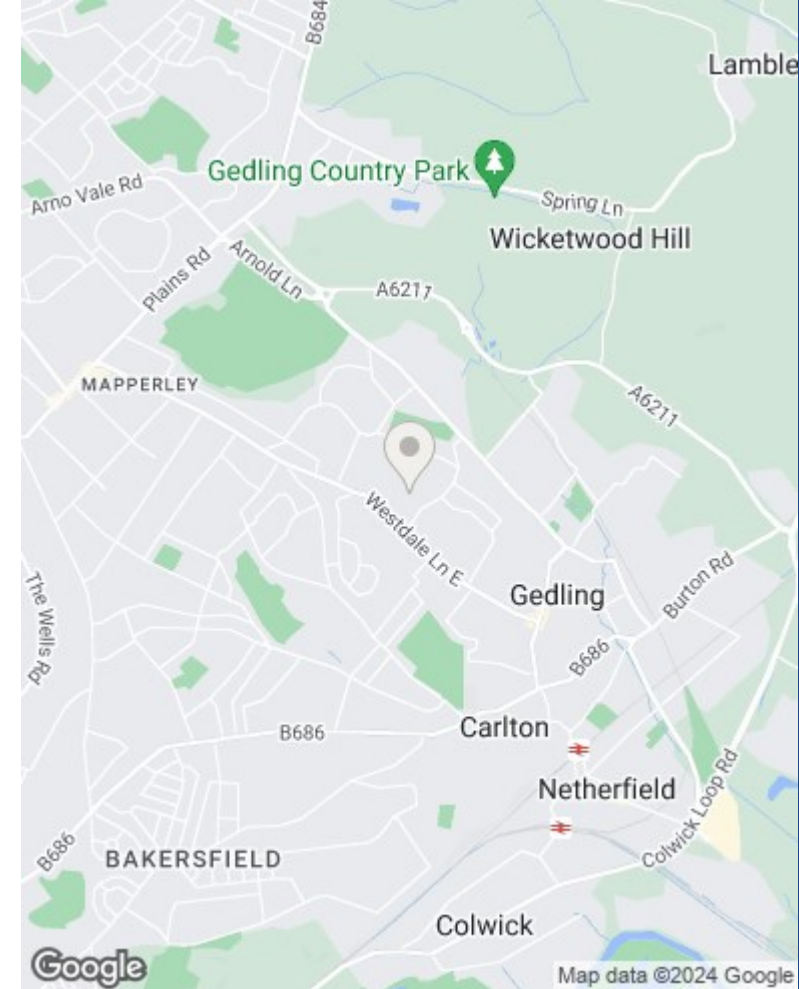 B684
Lamble
Gedling Country Park
Arno Vale Rd
Spring Ln
Wicketwood Hill
Plains Rd
Arnold Ln
A6211
MAPPERLEY
A6211
Westdale Ln E
The Wells Rd
Gedling
Burton Rd
B686
Carlton
B686
Netherfield
Colwick Loop Rd
B686
BAKERSFIELD
Colwick
Google
Map data ©2024 Google